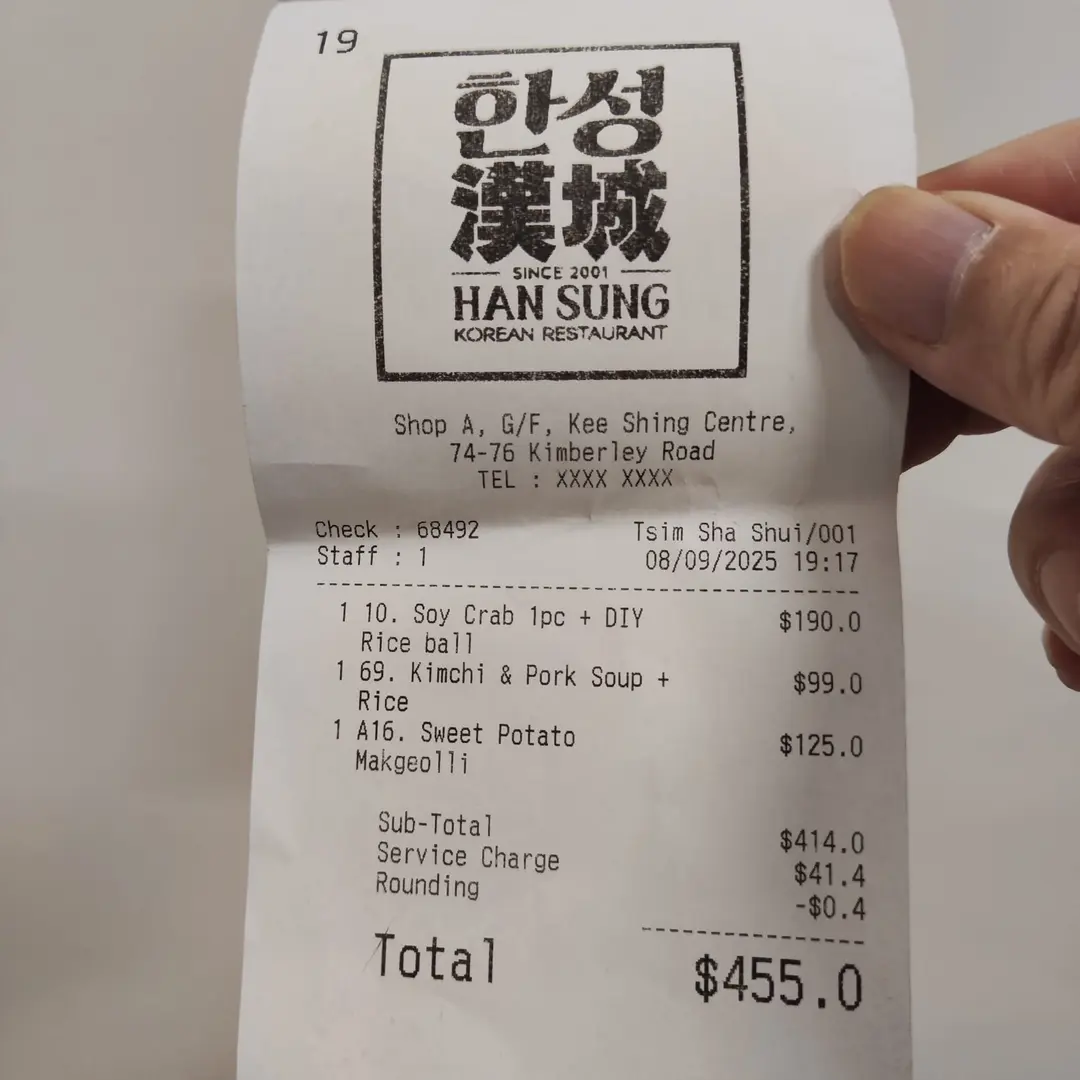 19
한성
漢城
SINCE 2001
HAN SUNG
KOREAN RESTAURANT
Shop A, G/F, Kee Shing Centre,
74-76 Kimberley Road
TEL : XXXX XXXX
Check : 68492 Tsim Sha Shui/001
Staff : 1 08/09/2025 19:17
1 10. Soy Crab 1pc + DIY $190.0
Rice ball
1 69. Kimchi & Pork Soup + $99.0
Rice
1 A16. Sweet Potato $125.0
Makgeolli
Sub-Total $414.0
Service Charge $41.4
Rounding -$0.4
Total $455.0